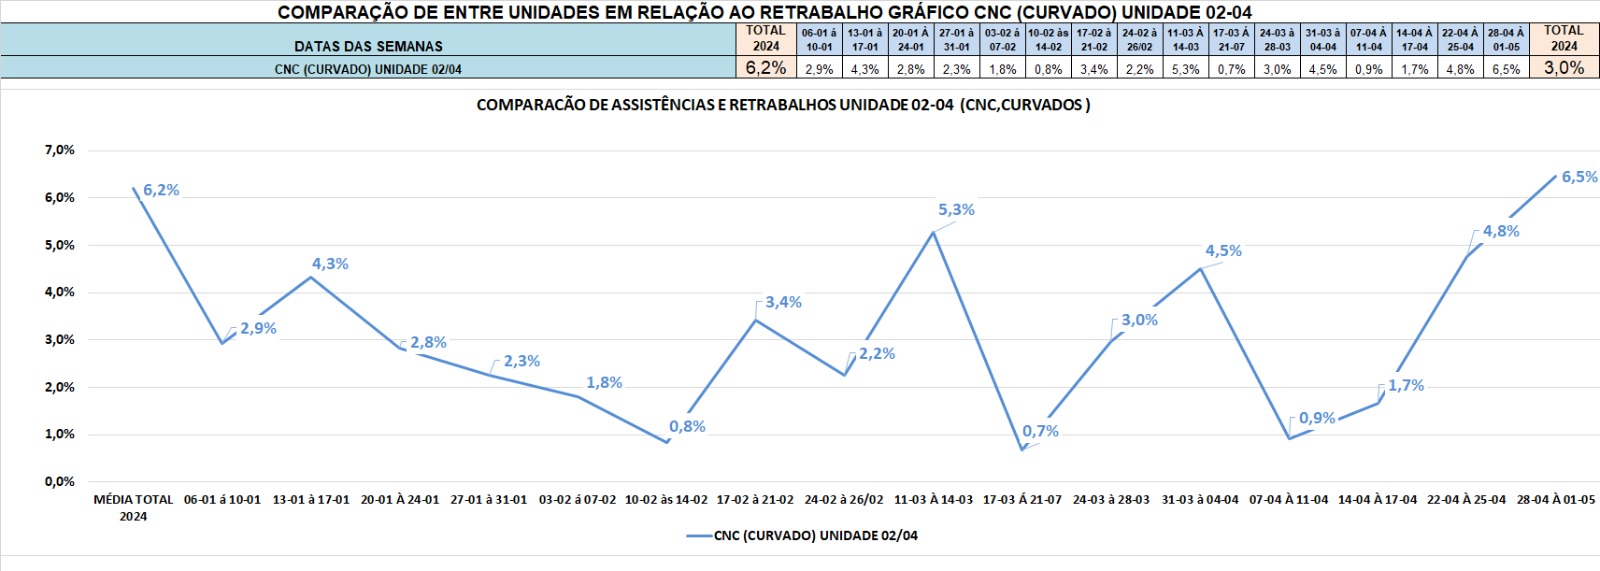 COMPARAÇÃO DE ENTRE UNIDADES EM RELAÇÃO AO RETRABALHO GRÁFICO CNC (CURVADO) UNIDADE 02-04
DATAS DAS SEMANAS
TOTAL 2024
06-01 á 10-01
13-01 à 17-01
20-01 À 24-01
27-01 à 31-01
03-02 á 07-02
10-02 às 14-02
17-02 à 21-02
24-02 à 26/02
11-03 À 14-03
17-03 Á 21-07
24-03 à 28-03
31-03 à 04-04
07-04 À 11-04
14-04 À 17-04
22-04 À 25-04
28-04 À 01-05
TOTAL 2024
CNC (CURVADO) UNIDADE 02/04 6,2% 2,9% 4,3% 2,8% 2,3% 1,8% 0,8% 3,4% 2,2% 5,3% 0,7% 3,0% 4,5% 0,9% 1,7% 4,8% 6,5% 3,0%
COMPARACÃO DE ASSISTÊNCIAS E RETRABALHOS UNIDADE 02-04 (CNC,CURVADOS )
7,0%
6,0%
5,0%
4,0%
3,0%
2,0%
1,0%
0,0%
6,2%
2,9%
4,3%
2,8%
2,3%
1,8%
0,8%
3,4%
2,2%
5,3%
0,7%
3,0%
4,5%
0,9%
1,7%
4,8%
6,5%
MÉDIA TOTAL 2024
06-01 á 10-01
13-01 à 17-01
20-01 À 24-01
27-01 à 31-01
03-02 á 07-02
10-02 às 14-02
17-02 à 21-02
24-02 à 26/02
11-03 À 14-03
17-03 Á 21-07
24-03 à 28-03
31-03 à 04-04
07-04 À 11-04
14-04 À 17-04
22-04 À 25-04
28-04 À 01-05
CNC (CURVADO) UNIDADE 02/04